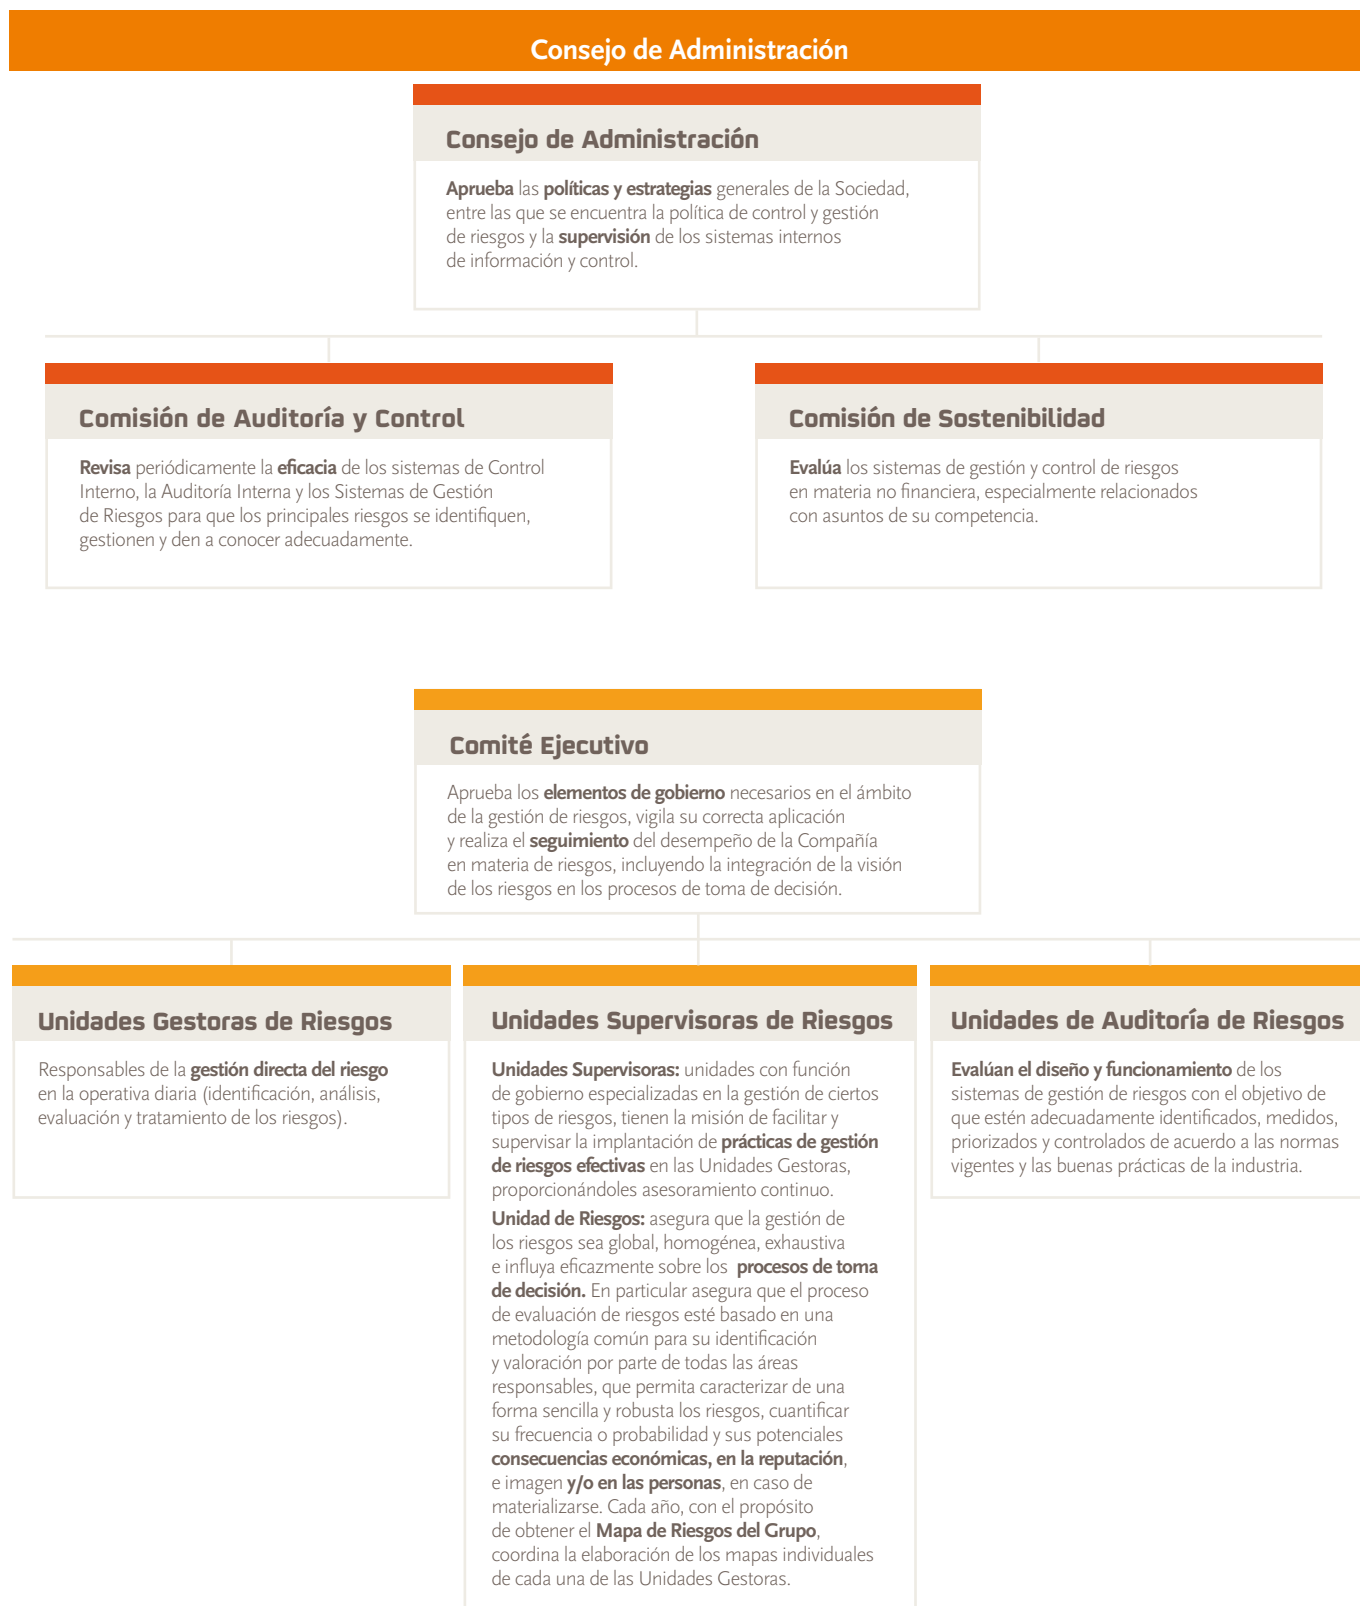 Consejo de Administración
Consejo de Administración
Aprueba las políticas y estrategias generales de la Sociedad,
entre las que se encuentra la política de control y gestión
de riesgos y la supervisión de los sistemas internos
de información y control.
Comisión de Auditoría y Control
Revisa periódicamente la eficacia de los sistemas de Control
Interno, la Auditoría Interna y los Sistemas de Gestión
de Riesgos para que los principales riesgos se identifiquen,
gestionen y den a conocer adecuadamente.
Comisión de Sostenibilidad
Evalúa los sistemas de gestión y control de riesgos
en materia no financiera, especialmente relacionados
con asuntos de su competencia.
Comité Ejecutivo
Aprueba los elementos de gobierno necesarios en el ámbito
de la gestión de riesgos, vigila su correcta aplicación
y realiza el seguimiento del desempeño de la Compañía
en materia de riesgos, incluyendo la integración de la visión
de los riesgos en los procesos de toma de decisión.
Unidades Gestoras de Riesgos
Responsables de la gestión directa del riesgo
en la operativa diaria (identificación, análisis,
evaluación y tratamiento de los riesgos).
Unidades Supervisoras de Riesgos
Unidades Supervisoras: unidades con función
de gobierno especializadas en la gestión de ciertos
tipos de riesgos, tienen la misión de facilitar y
supervisar la implantación de prácticas de gestión
de riesgos efectivas en las Unidades Gestoras,
proporcionándoles asesoramiento continuo.
Unidad de Riesgos: asegura que la gestión de
los riesgos sea global, homogénea, exhaustiva
e influya eficazmente sobre los procesos de toma
de decisión. En particular asegura que el proceso
de evaluación de riesgos esté basado en una
metodología común para su identificación
y valoración por parte de todas las áreas
responsables, que permita caracterizar de una
forma sencilla y robusta los riesgos, cuantificar
su frecuencia o probabilidad y sus potenciales
consecuencias económicas, en la reputación,
e imagen y/o en las personas, en caso de
materializarse. Cada año, con el propósito
de obtener el Mapa de Riesgos del Grupo,
coordina la elaboración de los mapas individuales
de cada una de las Unidades Gestoras.
Unidades de Auditoría de Riesgos
Evalúan el diseño y funcionamiento de los
sistemas de gestión de riesgos con el objetivo de
que estén adecuadamente identificados, medidos,
priorizados y controlados de acuerdo a las normas
vigentes y las buenas prácticas de la industria.